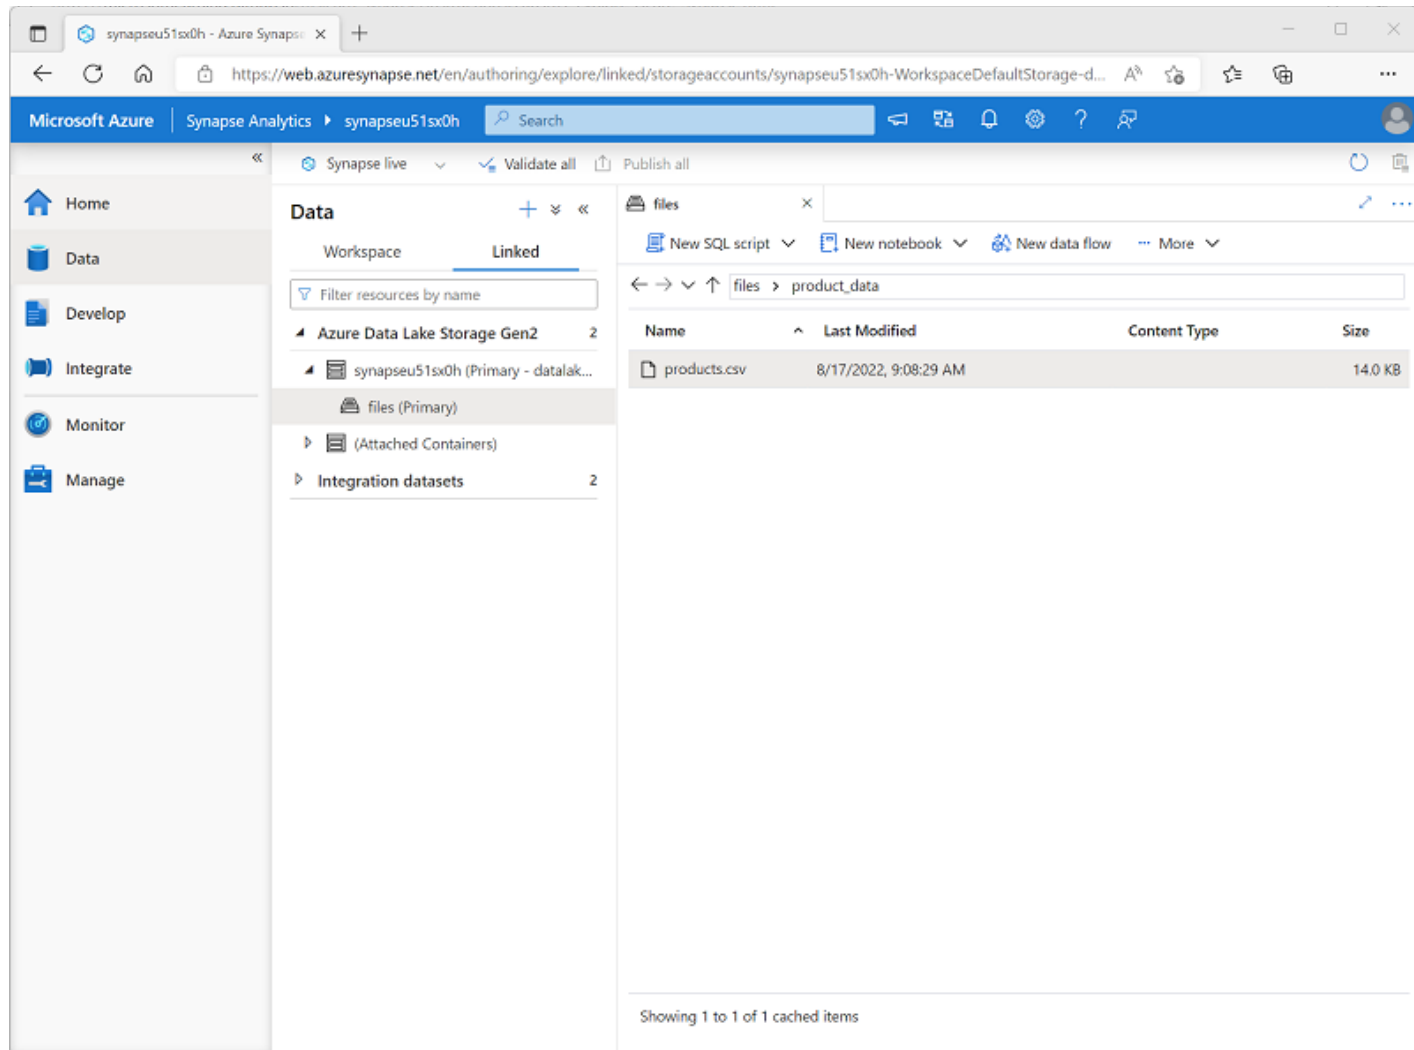 synapseu51sx0h - Azure Synaps
https://web.azuresynapse.net/en/authoring/explore/linked/storageaccounts/synapseu51sx0h-WorkspaceDefaultStorage-d...
Microsoft Azure Synapse Analytics synapseu51sx0h Search
Synapse live Validate all Publish all
Home
Data
Develop
Integrate
Monitor
Manage
Data
Workspace Linked
Filter resources by name
Azure Data Lake Storage Gen2 2
synapseu51sx0h (Primary - datalak...
files (Primary)
(Attached Containers)
Integration datasets 2
files
New SQL script New notebook New data flow ... More
files > product_data
Name Last Modified Content Type Size
products.csv 8/17/2022, 9:08:29 AM 14.0 KB
Showing 1 to 1 of 1 cached items